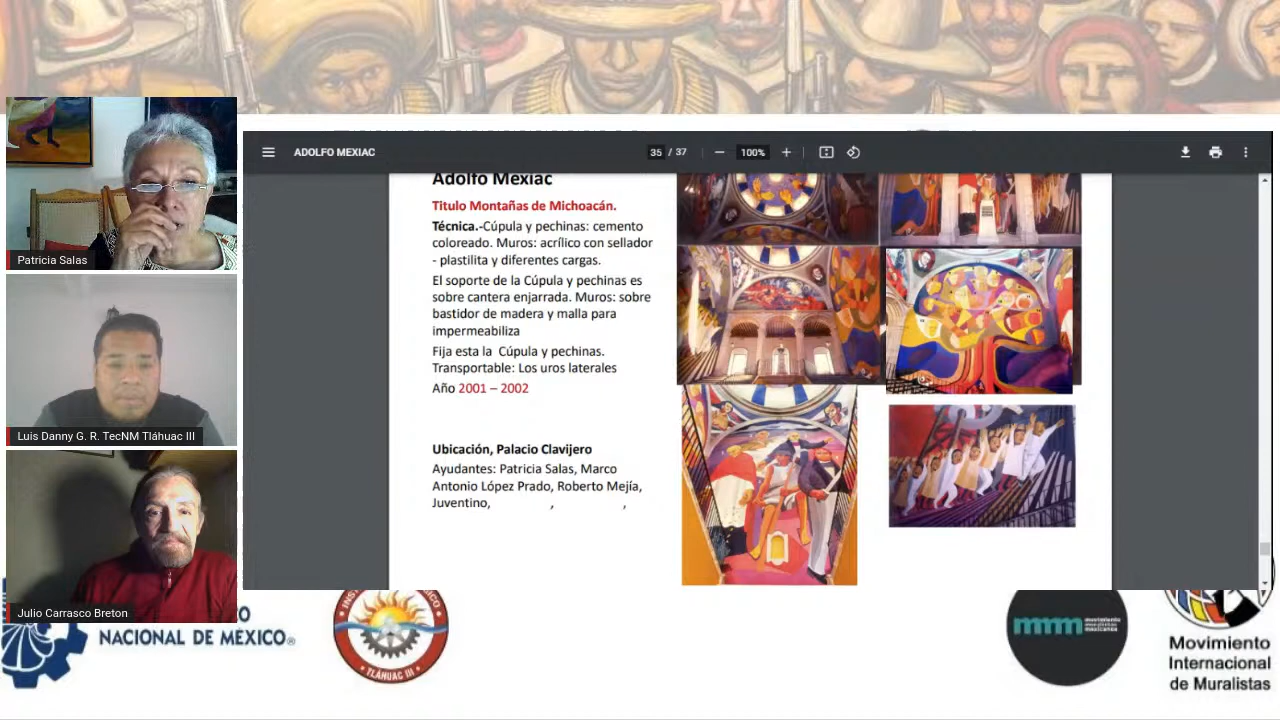 ADOLFO MEXIAC
35 / 37
100%
Adolfo Mexiac
Titulo Montañas de Michoacán.
Técnica.-Cúpula y pechinas: cemento
coloreado. Muros: acrílico con sellador
- plastilita y diferentes cargas.
El soporte de la Cúpula y pechinas es
sobre cantera enjarrada. Muros: sobre
bastidor de madera y malla para
impermeabiliza
Fija esta la Cúpula y pechinas.
Transportable: Los uros laterales
Año 2001 – 2002
Ubicación, Palacio Clavijero
Ayudantes: Patricia Salas, Marco
Antonio López Prado, Roberto Mejía,
Juventino, , ,
Patricia Salas
Luis Danny G. R. TecNM Tláhuac III
Julio Carrasco Breton
NACIONAL DE MÉXICO®
TLÁHUAC III
mmm
Movimiento
Internacional
de Muralistas